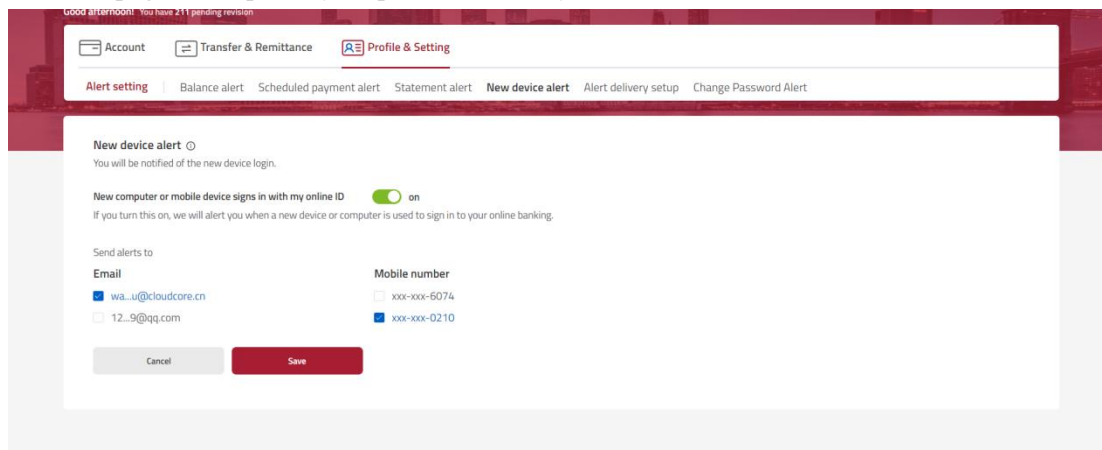 Good afternoon! You have 211 pending revision
Account Transfer & Remittance Profile & Setting
Alert setting Balance alert Scheduled payment alert Statement alert New device alert Alert delivery setup Change Password Alert
New device alert
You will be notified of the new device login.
New computer or mobile device signs in with my online ID on
If you turn this on, we will alert you when a new device or computer is used to sign in to your online banking.
Send alerts to
Email Mobile number
wa...u@cloudcore.cn xxx-xxx-6074
12...9@qq.com xxx-xxx-0210
Cancel Save